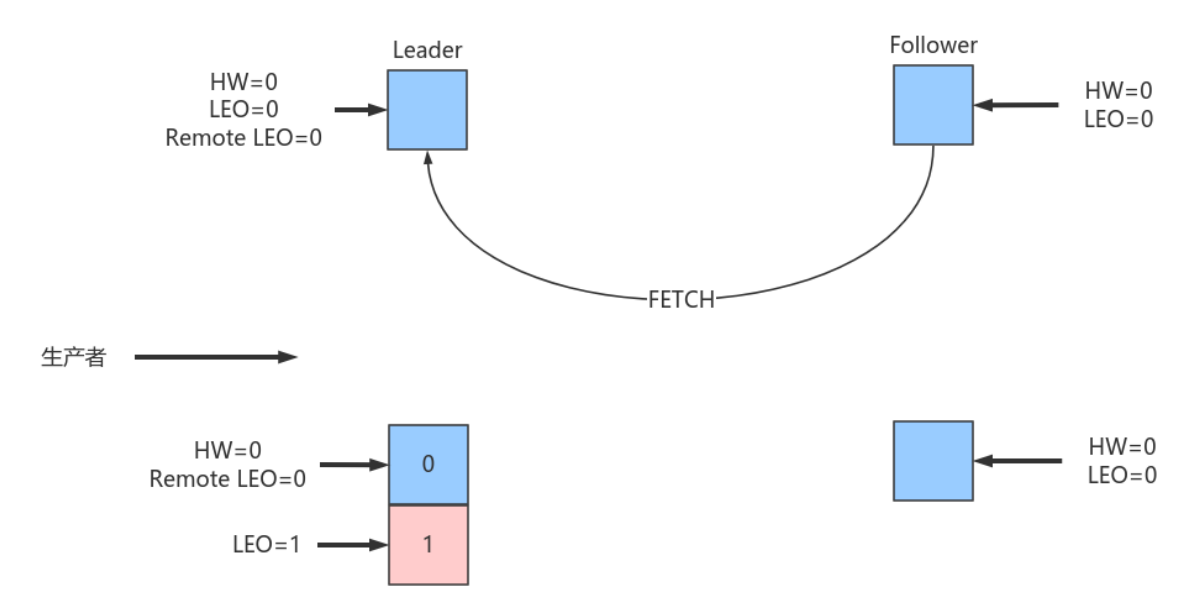 Leader
Follower
HW=0
LEO=0
Remote LEO=0
HW=0
LEO=0
FETCH
生产者
HW=0
Remote LEO=0
0
HW=0
LEO=0
LEO=1
1